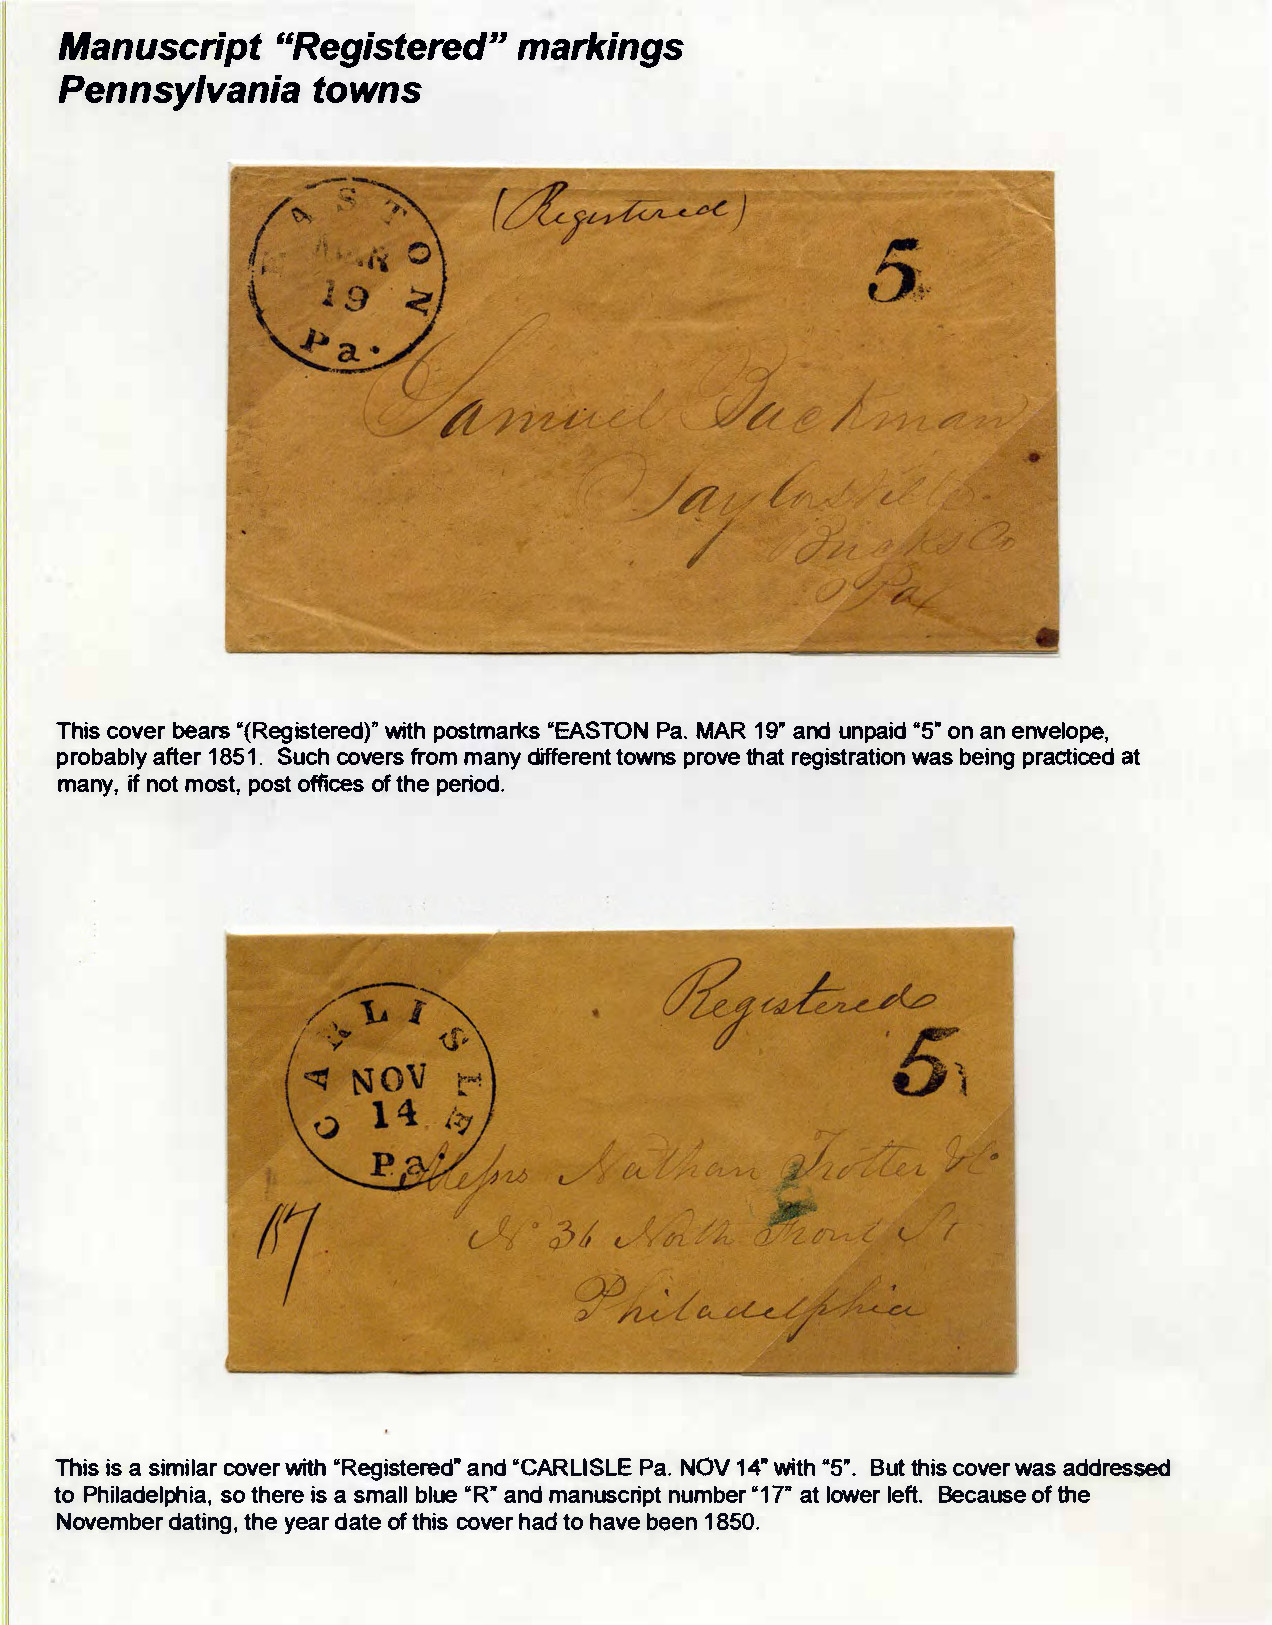 Manuscript “Registered” markings
Pennsylvania towns
EASTON
MAR
19
Pa.
(Registered)
5
Samuel Buckman
Taylorsville
Bucks Co
Pa
This cover bears “(Registered)” with postmarks “EASTON Pa. MAR 19” and unpaid “5” on an envelope,
probably after 1851. Such covers from many different towns prove that registration was being practiced at
many, if not most, post offices of the period.
CARLISLE
NOV
14
Pa.
Registered
5
Messrs Nathan Trotter & Co
No 36 North Front St
Philadelphia
17
This is a similar cover with “Registered” and “CARLISLE Pa. NOV 14” with “5”. But this cover was addressed
to Philadelphia, so there is a small blue “R” and manuscript number “17” at lower left. Because of the
November dating, the year date of this cover had to have been 1850.